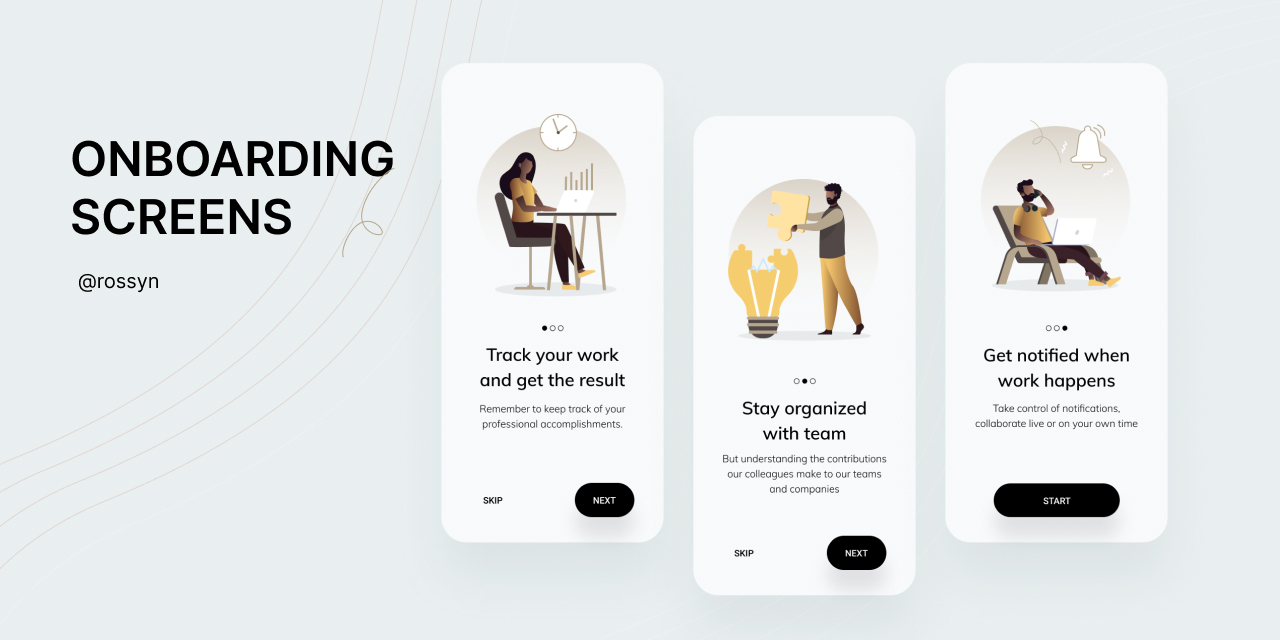 ONBOARDING
SCREENS
@rossyn
Track your work
and get the result
Remember to keep track of your
professional accomplishments.
SKIP
NEXT
Stay organized
with team
But understanding the contributions
our colleagues make to our teams
and companies
SKIP
NEXT
Get notified when
work happens
Take control of notifications,
collaborate live or on your own time
START